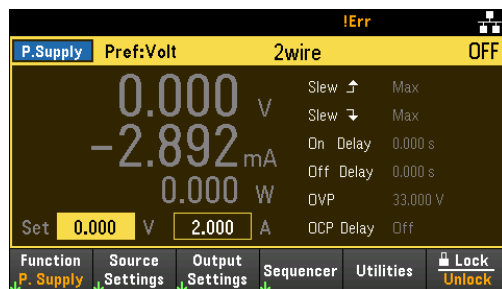 !Err
P.Supply Pref:Volt 2wire OFF
0.000 V
-2.892 mA
0.000 W
Slew Max
Slew Max
On Delay 0.000 s
Off Delay 0.000 s
OVP 33.000 V
OCP Delay Off
Set 0.000 V 2.000 A
Function P. Supply
Source Settings
Output Settings
Sequencer
Utilities
Lock Unlock